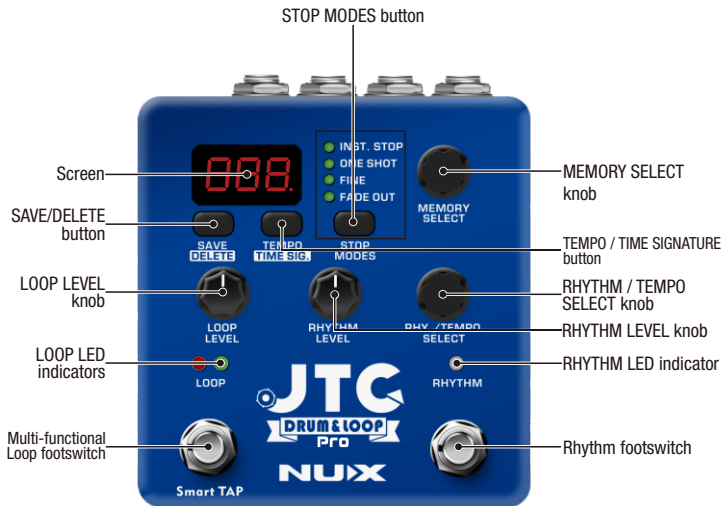 STOP MODES button
INST. STOP
ONE SHOT
FINE
FADE OUT
Screen
088.
MEMORY SELECT
knob
MEMORY
SELECT
SAVE/DELETE
button
SAVE
DELETE
TEMPO
TIME SIG.
STOP
MODES
TEMPO / TIME SIGNATURE
button
LOOP LEVEL
knob
RHYTHM / TEMPO
SELECT knob
LOOP
LEVEL
RHYTHM
LEVEL
RHY. /TEMPO
SELECT
RHYTHM LEVEL knob
LOOP LED
indicators
LOOP
RHYTHM
RHYTHM LED indicator
JTC
DRUM & LOOP
Pro
Multi-functional
Loop footswitch
Rhythm footswitch
NUX
Smart TAP